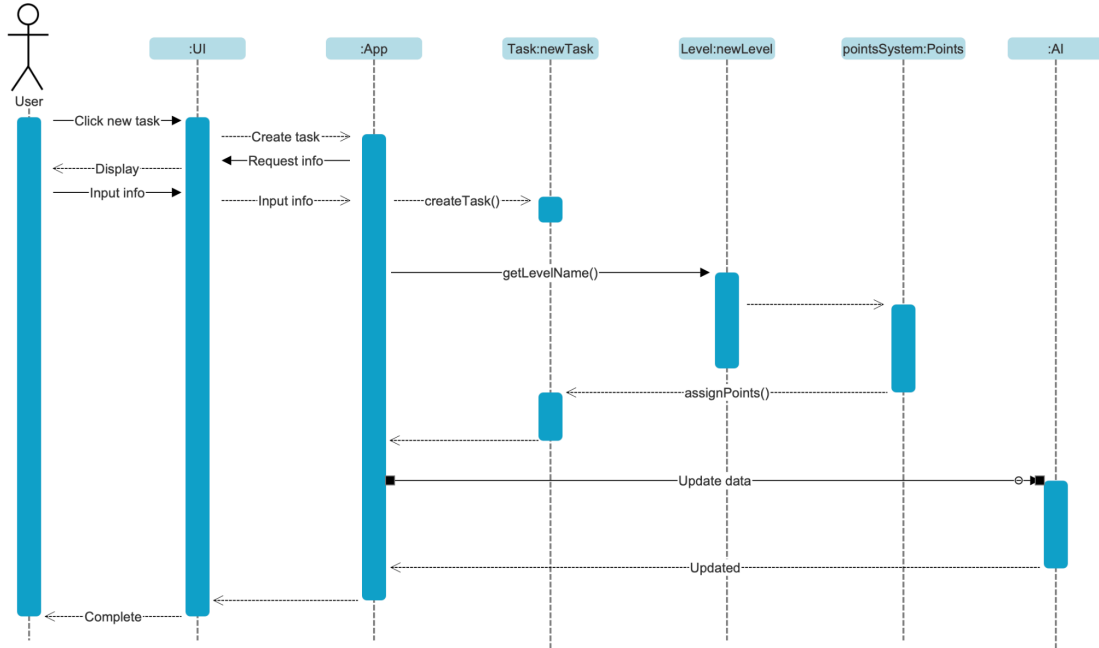 :UI
:App
Task:newTask
Level:newLevel
pointsSystem:Points
:AI
User
Click new task
Create task
Request info
Display
Input info
Input info
createTask()
getLevelName()
assignPoints()
Update data
Updated
Complete